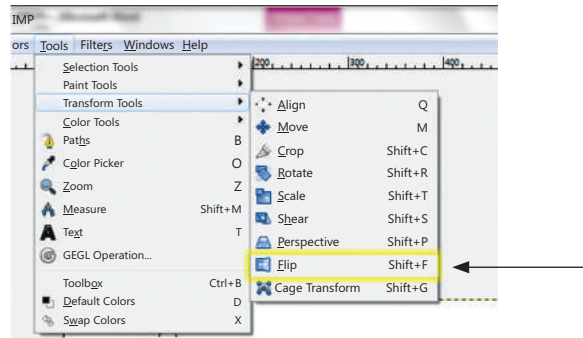 IMP
ors Tools Filters Windows Help
200 300 400
Selection Tools
Paint Tools
Transform Tools
Color Tools
Paths B
Color Picker O
Zoom Z
Measure Shift+M
Text T
GEGL Operation...
Toolbox Ctrl+B
Default Colors D
Swap Colors X
Align Q
Move M
Crop Shift+C
Rotate Shift+R
Scale Shift+T
Shear Shift+S
Perspective Shift+P
Flip Shift+F
Cage Transform Shift+G